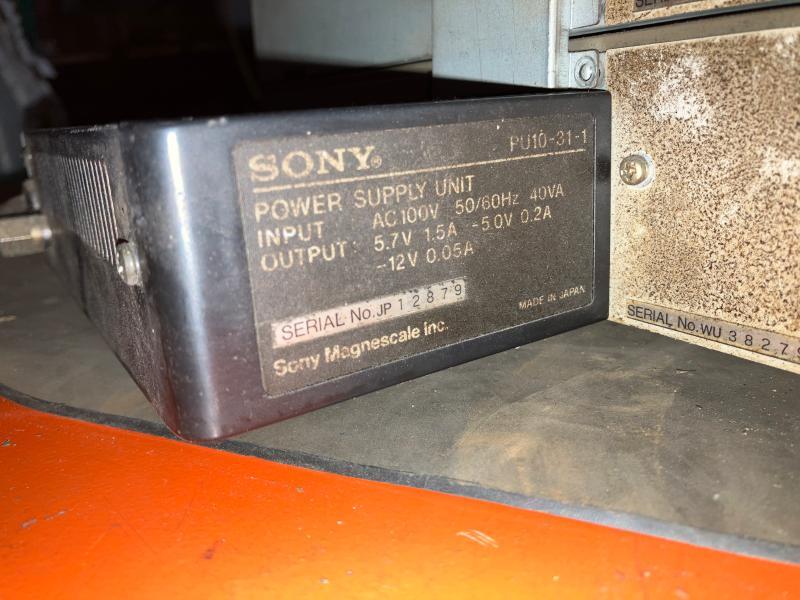 SONY®
PU10-31-1
POWER SUPPLY UNIT
INPUT AC100V 50/60Hz 40VA
OUTPUT: 5.7V 1.5A -5.0V 0.2A
-12V 0.05A
SERIAL No. JP 12879
MADE IN JAPAN
Sony Magnescale Inc.
SERIAL No. WU 38279